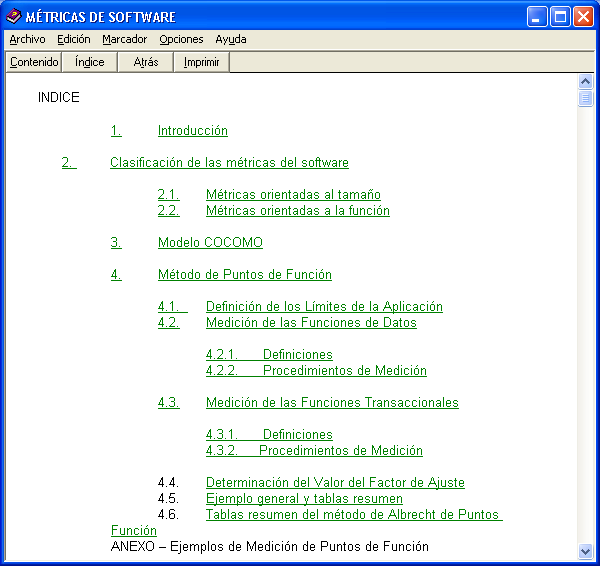 MÉTRICAS DE SOFTWARE
Archivo Edición Marcador Opciones Ayuda
Contenido Índice Atrás Imprimir
INDICE
1. Introducción
2. Clasificación de las métricas del software
2.1. Métricas orientadas al tamaño
2.2. Métricas orientadas a la función
3. Modelo COCOMO
4. Método de Puntos de Función
4.1. Definición de los Límites de la Aplicación
4.2. Medición de las Funciones de Datos
4.2.1. Definiciones
4.2.2. Procedimientos de Medición
4.3. Medición de las Funciones Transaccionales
4.3.1. Definiciones
4.3.2. Procedimientos de Medición
4.4. Determinación del Valor del Factor de Ajuste
4.5. Ejemplo general y tablas resumen
4.6. Tablas resumen del método de Albrecht de Puntos
Función
ANEXO – Ejemplos de Medición de Puntos de Función